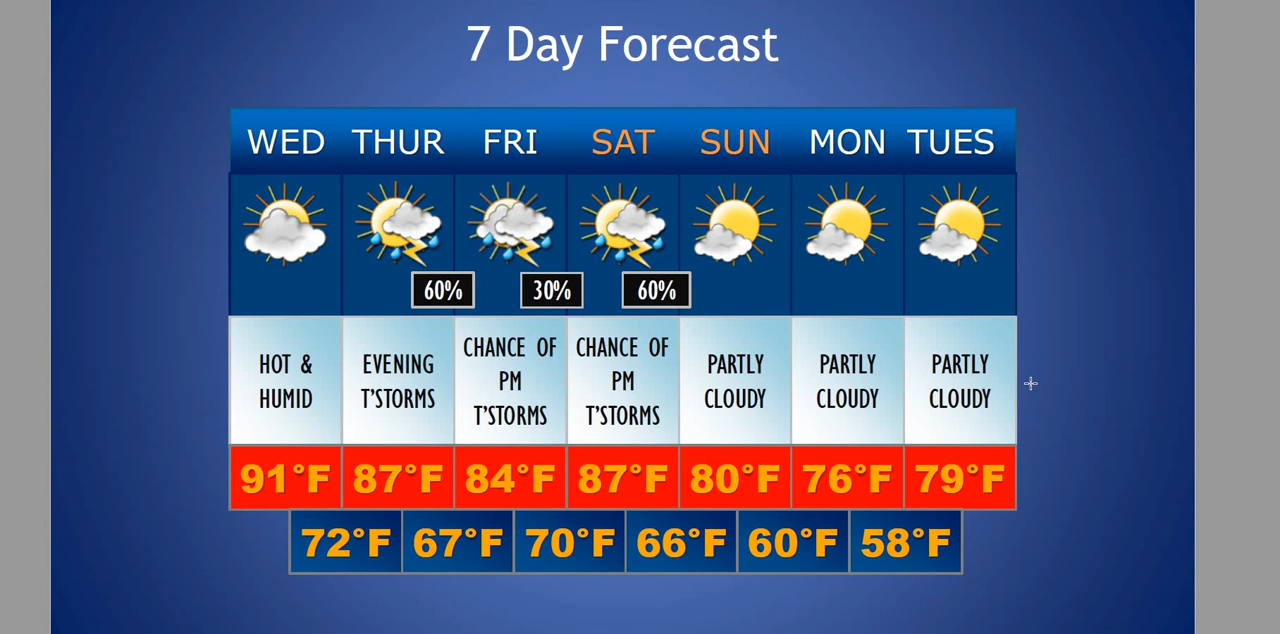 7 Day Forecast
WED THUR FRI SAT SUN MON TUES
60% 30% 60%
HOT & HUMID
EVENING T'STORMS
CHANCE OF PM T'STORMS
CHANCE OF PM T'STORMS
PARTLY CLOUDY
PARTLY CLOUDY
PARTLY CLOUDY
91°F 87°F 84°F 87°F 80°F 76°F 79°F
72°F 67°F 70°F 66°F 60°F 58°F